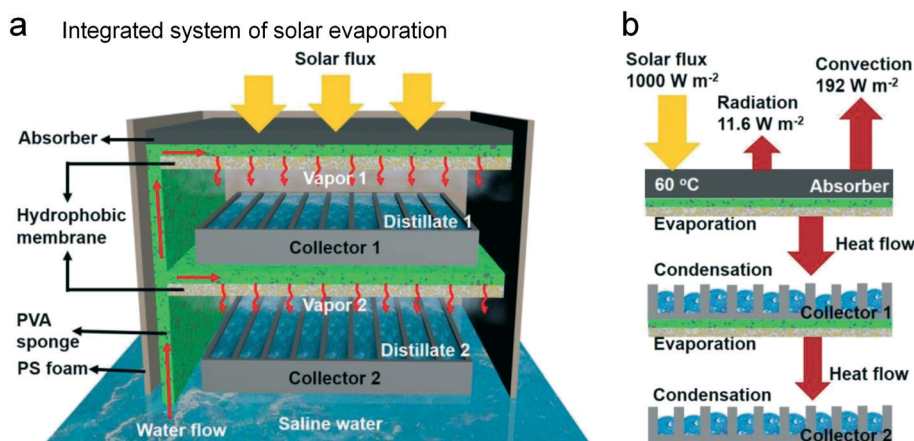 a
Integrated system of solar evaporation
Solar flux
Absorber
Vapor 1
Hydrophobic
membrane
Distillate 1
Collector 1
Vapor 2
PVA
sponge
Distillate 2
PS foam
Collector 2
Water flow
Saline water
b
Solar flux
1000 W m-2
Convection
192 W m-2
Radiation
11.6 W m-2
60 °C
Absorber
Evaporation
Heat flow
Condensation
Collector 1
Evaporation
Heat flow
Condensation
Collector 2